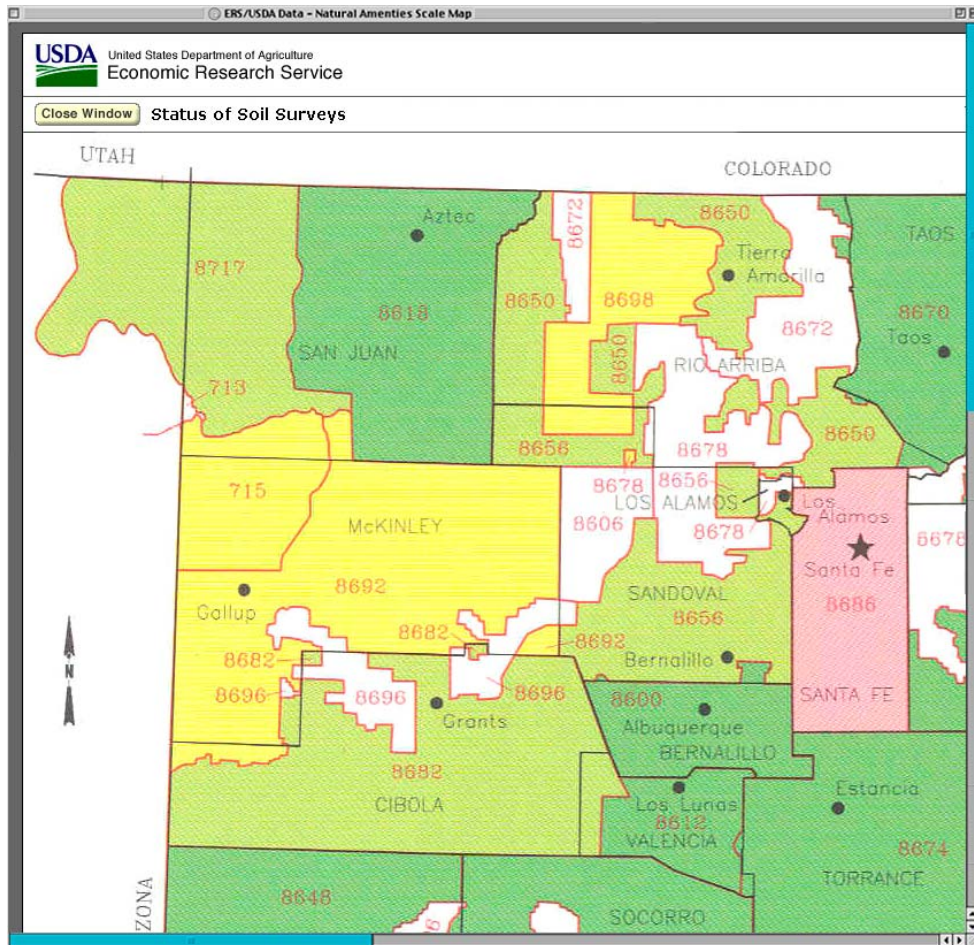 ERS/USDA Data - Natural Amenties Scale Map
USDA
United States Department of Agriculture
Economic Research Service
Close Window
Status of Soil Surveys
UTAH
COLORADO
8672
8650
TAOS
Aztec
Tierra
Amarilla
8717
8650
8698
8618
8672
8670
Taos
SAN JUAN
8650
RIO ARRIBA
713
8650
8656
8678
715
8678
8656
LOS ALAMOS
Los
Alamos
McKINLEY
8606
8678
8678
Santa Fe
8692
SANDOVAL
8686
Gallup
8656
8682
8692
8682
Bernalillo
8696
8696
8696
SANTA FE
8600
Grants
Albuquerque
BERNALILLO
8682
Estancia
CIBOLA
Los Lunas
8612
VALENCIA
8674
TORRANCE
8648
SOCORRO
ZONA
N